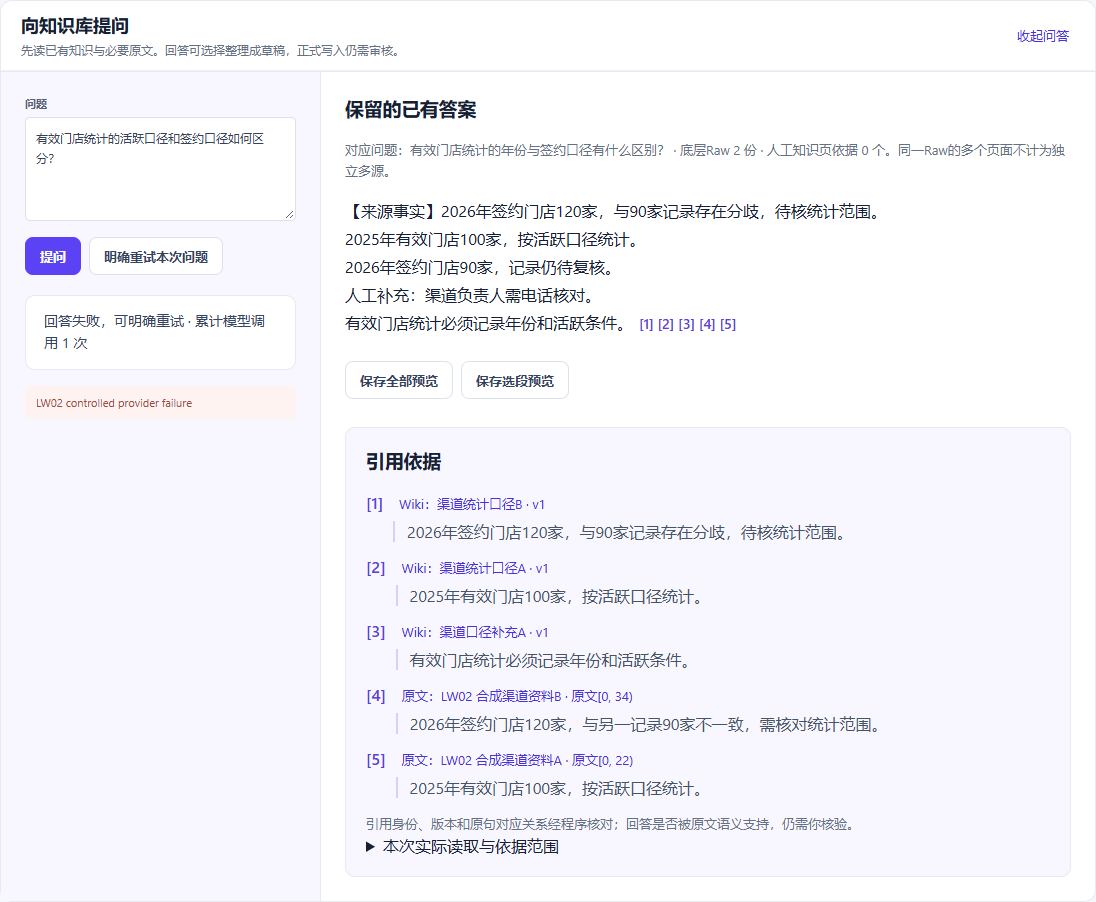 向知识库提问
先读已有知识与必要原文。回答可选择整理成草稿，正式写入仍需审核。
收起问答
问题
有效门店统计的活跃口径和签约口径如何区
分？
提问
明确重试本次问题
回答失败，可明确重试 · 累计模型调
用 1 次
LW02 controlled provider failure
保留的已有答案
对应问题：有效门店统计的年份与签约口径有什么区别？ · 底层Raw 2 份 · 人工知识页依据 0 个。同一Raw的多个页面不计为独
立多源。
【来源事实】2026年签约门店120家，与90家记录存在分歧，待核统计范围。
2025年有效门店100家，按活跃口径统计。
2026年签约门店90家，记录仍待复核。
人工补充：渠道负责人需电话核对。
有效门店统计必须记录年份和活跃条件。 [1] [2] [3] [4] [5]
保存全部预览
保存选段预览
引用依据
[1] Wiki：渠道统计口径B · v1
2026年签约门店120家，与90家记录存在分歧，待核统计范围。
[2] Wiki：渠道统计口径A · v1
2025年有效门店100家，按活跃口径统计。
[3] Wiki：渠道口径补充A · v1
有效门店统计必须记录年份和活跃条件。
[4] 原文：LW02 合成渠道资料B · 原文[0, 34)
2026年签约门店120家，与另一记录90家不一致，需核对统计范围。
[5] 原文：LW02 合成渠道资料A · 原文[0, 22)
2025年有效门店100家，按活跃口径统计。
引用身份、版本和原句对应关系经程序核对；回答是否被原文语义支持，仍需你核验。
▶ 本次实际读取与依据范围